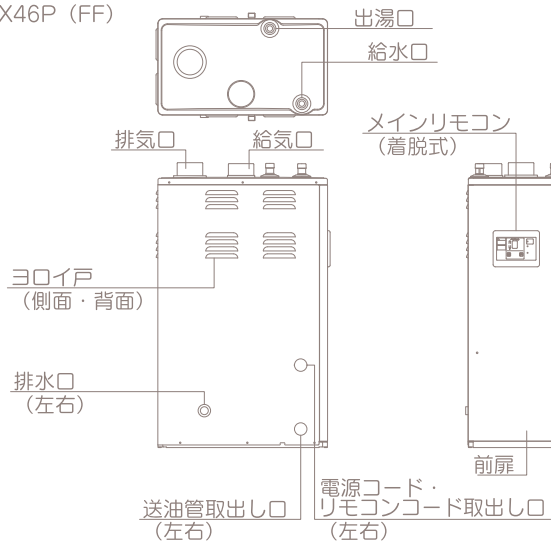 X46P（FF）
出湯口
給水口
排気口
給気口
メインリモコン
（着脱式）
ヨロイ戸
（側面・背面）
排水口
（左右）
前扉
送油管取出し口
（左右）
電源コード・
リモコンコード取出し口
（左右）